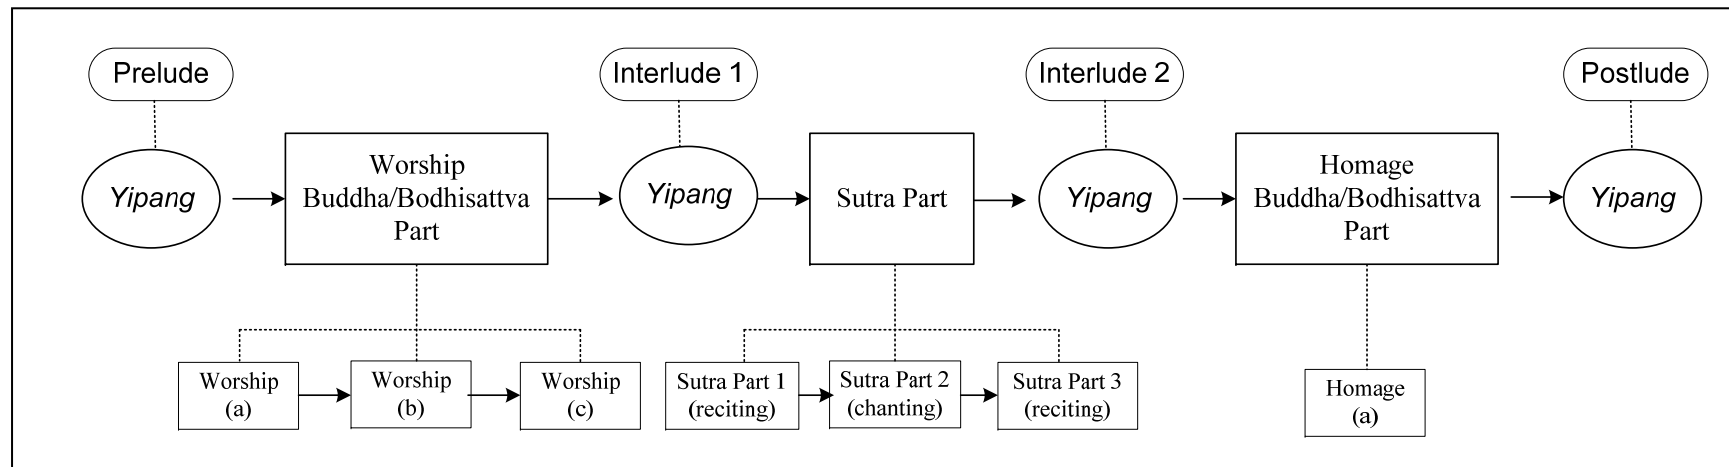 Prelude
Interlude 1
Interlude 2
Postlude
Yipang
Worship
Buddha/Bodhisattva
Part
Yipang
Sutra Part
Yipang
Homage
Buddha/Bodhisattva
Part
Yipang
Worship
(a)
Worship
(b)
Worship
(c)
Sutra Part 1
(reciting)
Sutra Part 2
(chanting)
Sutra Part 3
(reciting)
Homage
(a)